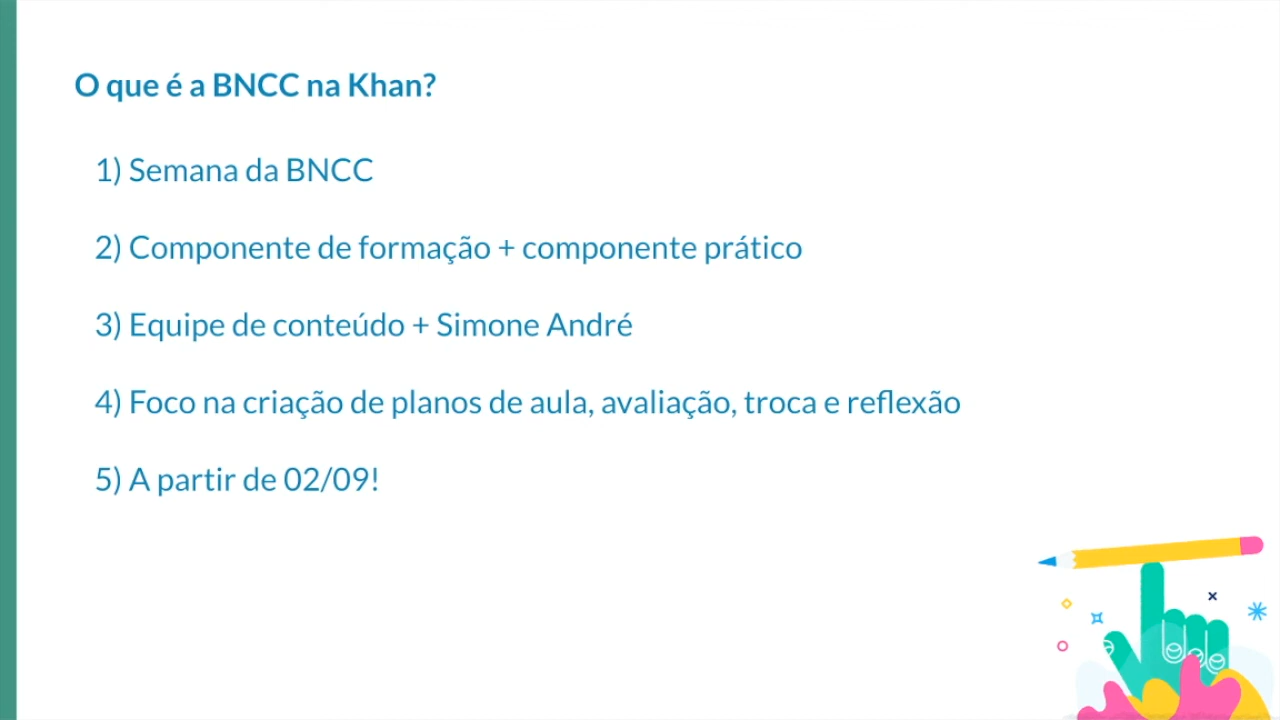 O que é a BNCC na Khan?
1) Semana da BNCC
2) Componente de formação + componente prático
3) Equipe de conteúdo + Simone André
4) Foco na criação de planos de aula, avaliação, troca e reflexão
5) A partir de 02/09!